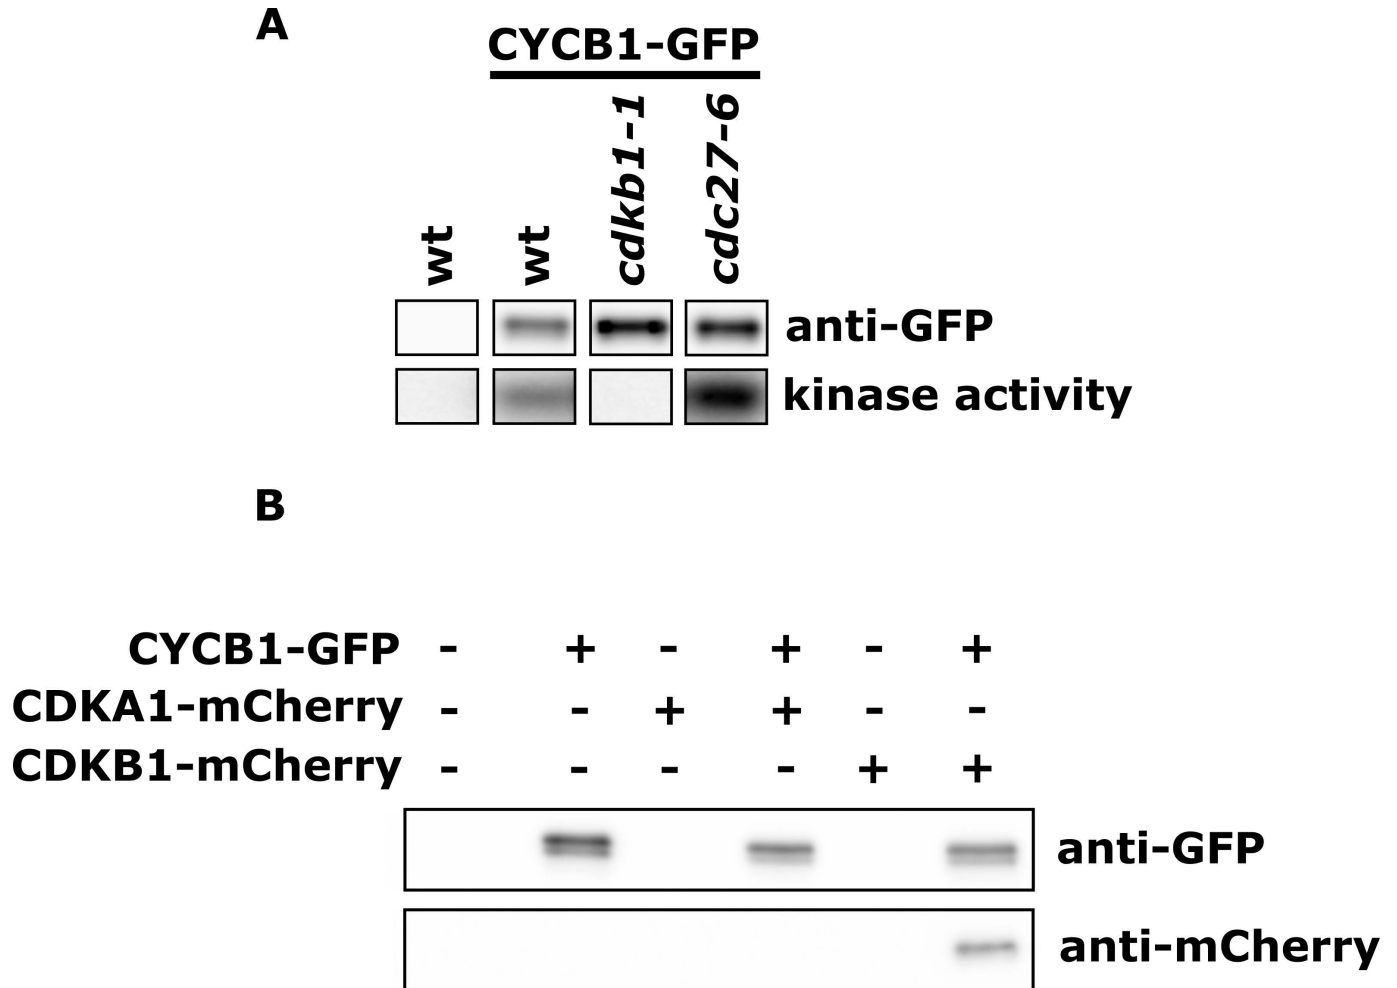 A
CYCB1-GFP
wt wt cdkb1-1 cdc27-6
anti-GFP
kinase activity
B
CYCB1-GFP - + - + - +
CDKA1-mCherry - - + + - -
CDKB1-mCherry - - - - + +
anti-GFP
anti-mCherry